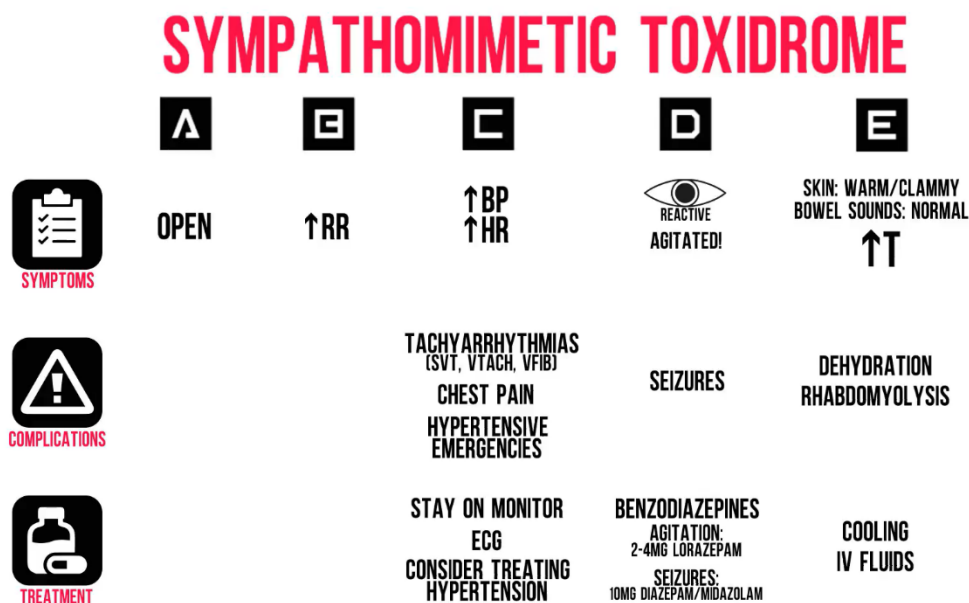 SYMPATHOMIMETIC TOXIDROME
A B C D E
SYMPTOMS
OPEN
↑RR
↑BP
↑HR
REACTIVE
AGITATED!
SKIN: WARM/CLAMMY
BOWEL SOUNDS: NORMAL
↑T
COMPLICATIONS
TACHYARRHYTHMIAS
(SVT, VTACH, VFIB)
CHEST PAIN
HYPERTENSIVE
EMERGENCIES
SEIZURES
DEHYDRATION
RHABDOMYOLYSIS
TREATMENT
STAY ON MONITOR
ECG
CONSIDER TREATING
HYPERTENSION
BENZODIAZEPINES
AGITATION:
2-4MG LORAZEPAM
SEIZURES:
10MG DIAZEPAM/MIDAZOLAM
COOLING
IV FLUIDS